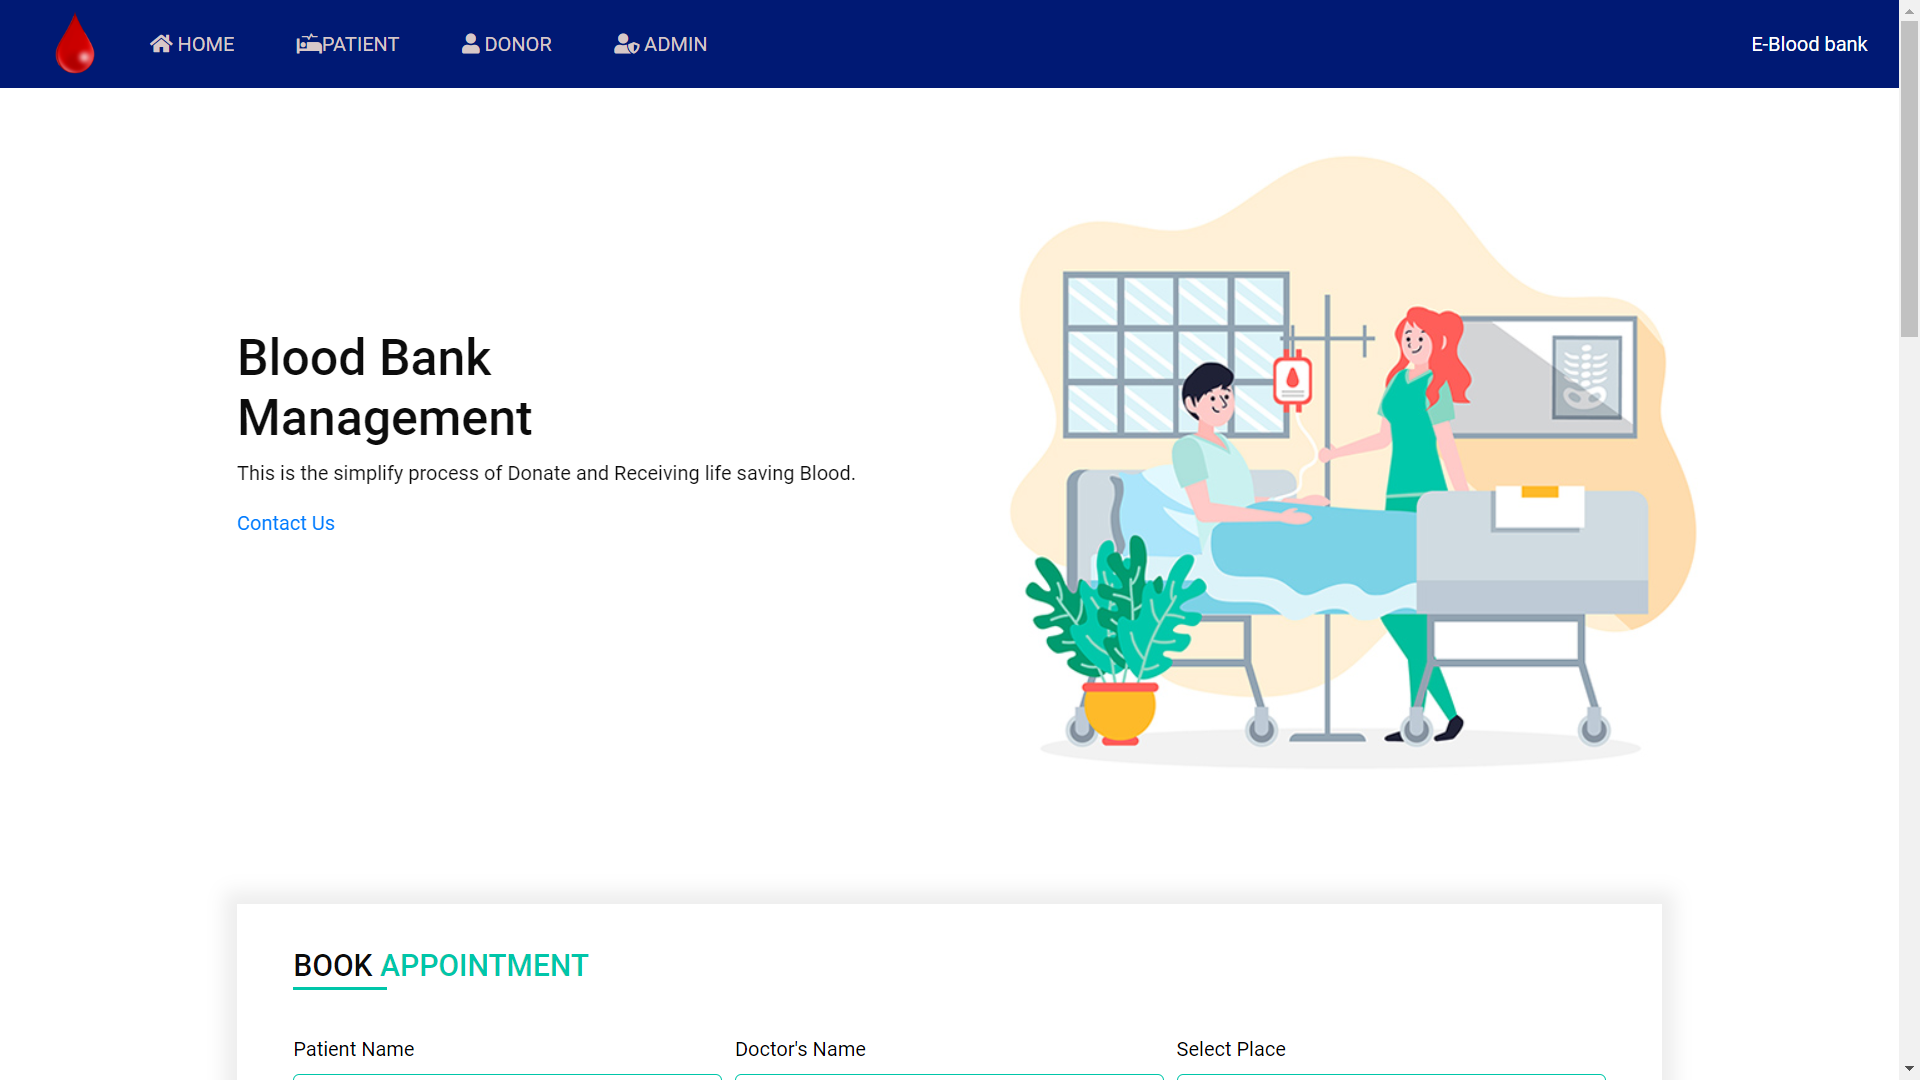 HOME PATIENT DONOR ADMIN E-Blood bank
Blood Bank
Management
This is the simplify process of Donate and Receiving life saving Blood.
Contact Us
BOOK APPOINTMENT
Patient Name Doctor's Name Select Place